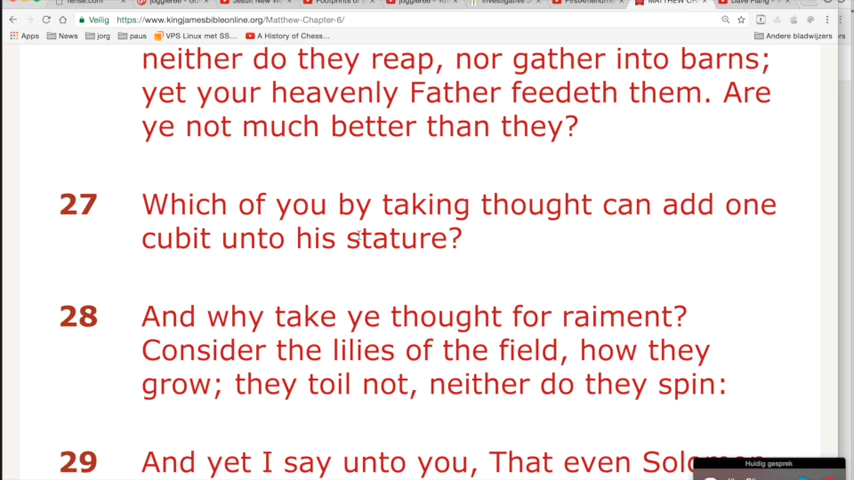 rense.com
Veilig
https://www.kingjamesbibleonline.org/Matthew-Chapter-6/
Apps News jorg paus VPS Linux met SS... A History of Chess... Andere bladwijzers
neither do they reap, nor gather into barns;
yet your heavenly Father feedeth them. Are
ye not much better than they?
27 Which of you by taking thought can add one
cubit unto his stature?
28 And why take ye thought for raiment?
Consider the lilies of the field, how they
grow; they toil not, neither do they spin:
29 And yet I say unto you, That even Solomon
Huidig gesprek